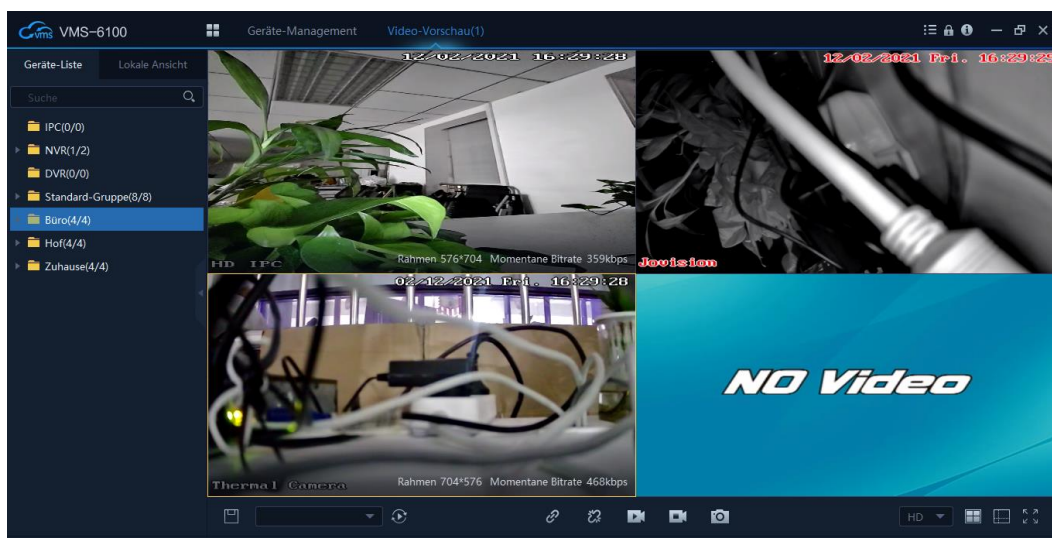 Cvms VMS-6100 Geräte-Management Video-Vorschau(1)
Geräte-Liste Lokale Ansicht
Suche
IPC(0/0)
NVR(1/2)
DVR(0/0)
Standard-Gruppe(8/8)
Büro(4/4)
Hof(4/4)
Zuhause(4/4)
12/02/2021 16:29:28
HD IPC Rahmen 576*704 Momentane Bitrate 359kbps
12/02/2021 Fri. 16:29:29
Jovision
02/12/2021 Fri. 16:29:28
Thermal Camera Rahmen 704*576 Momentane Bitrate 468kbps
NO Video
HD